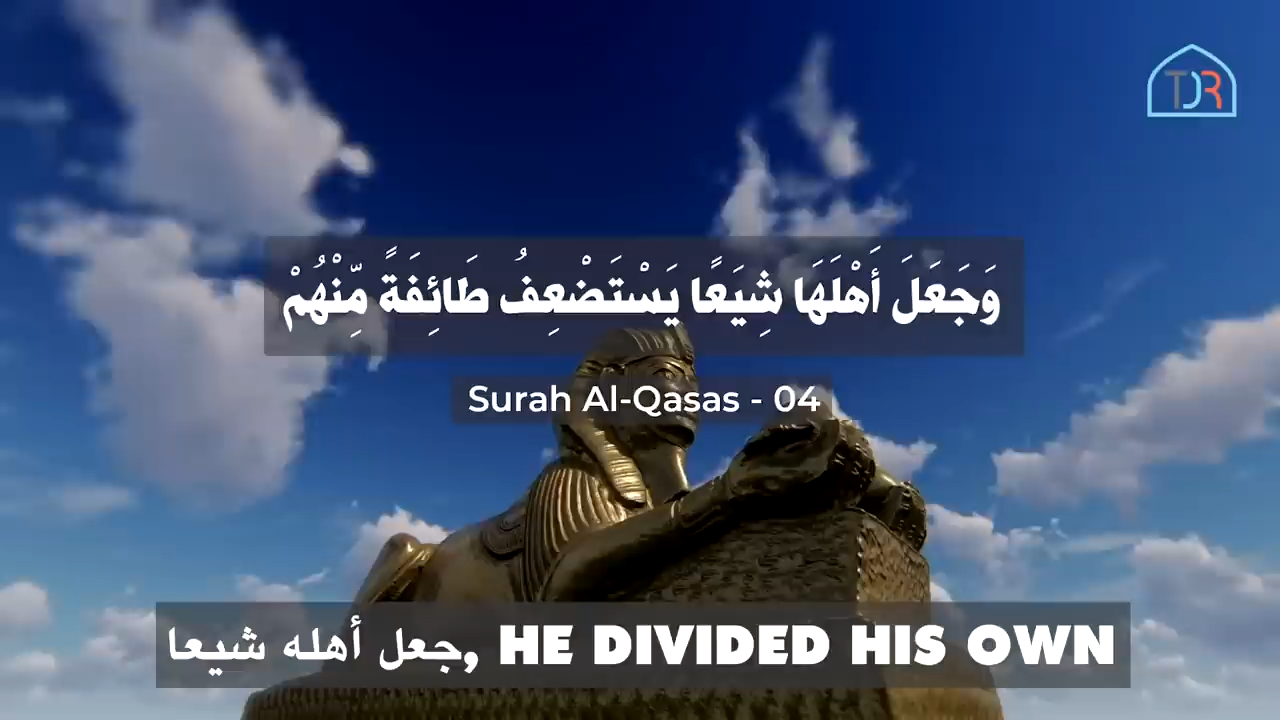 TDR
وَجَعَلَ أَهْلَهَا شِيَعًا يَسْتَضْعِفُ طَائِفَةً مِّنْهُمْ
Surah Al-Qasas - 04
جعل أهله شيعا, HE DIVIDED HIS OWN